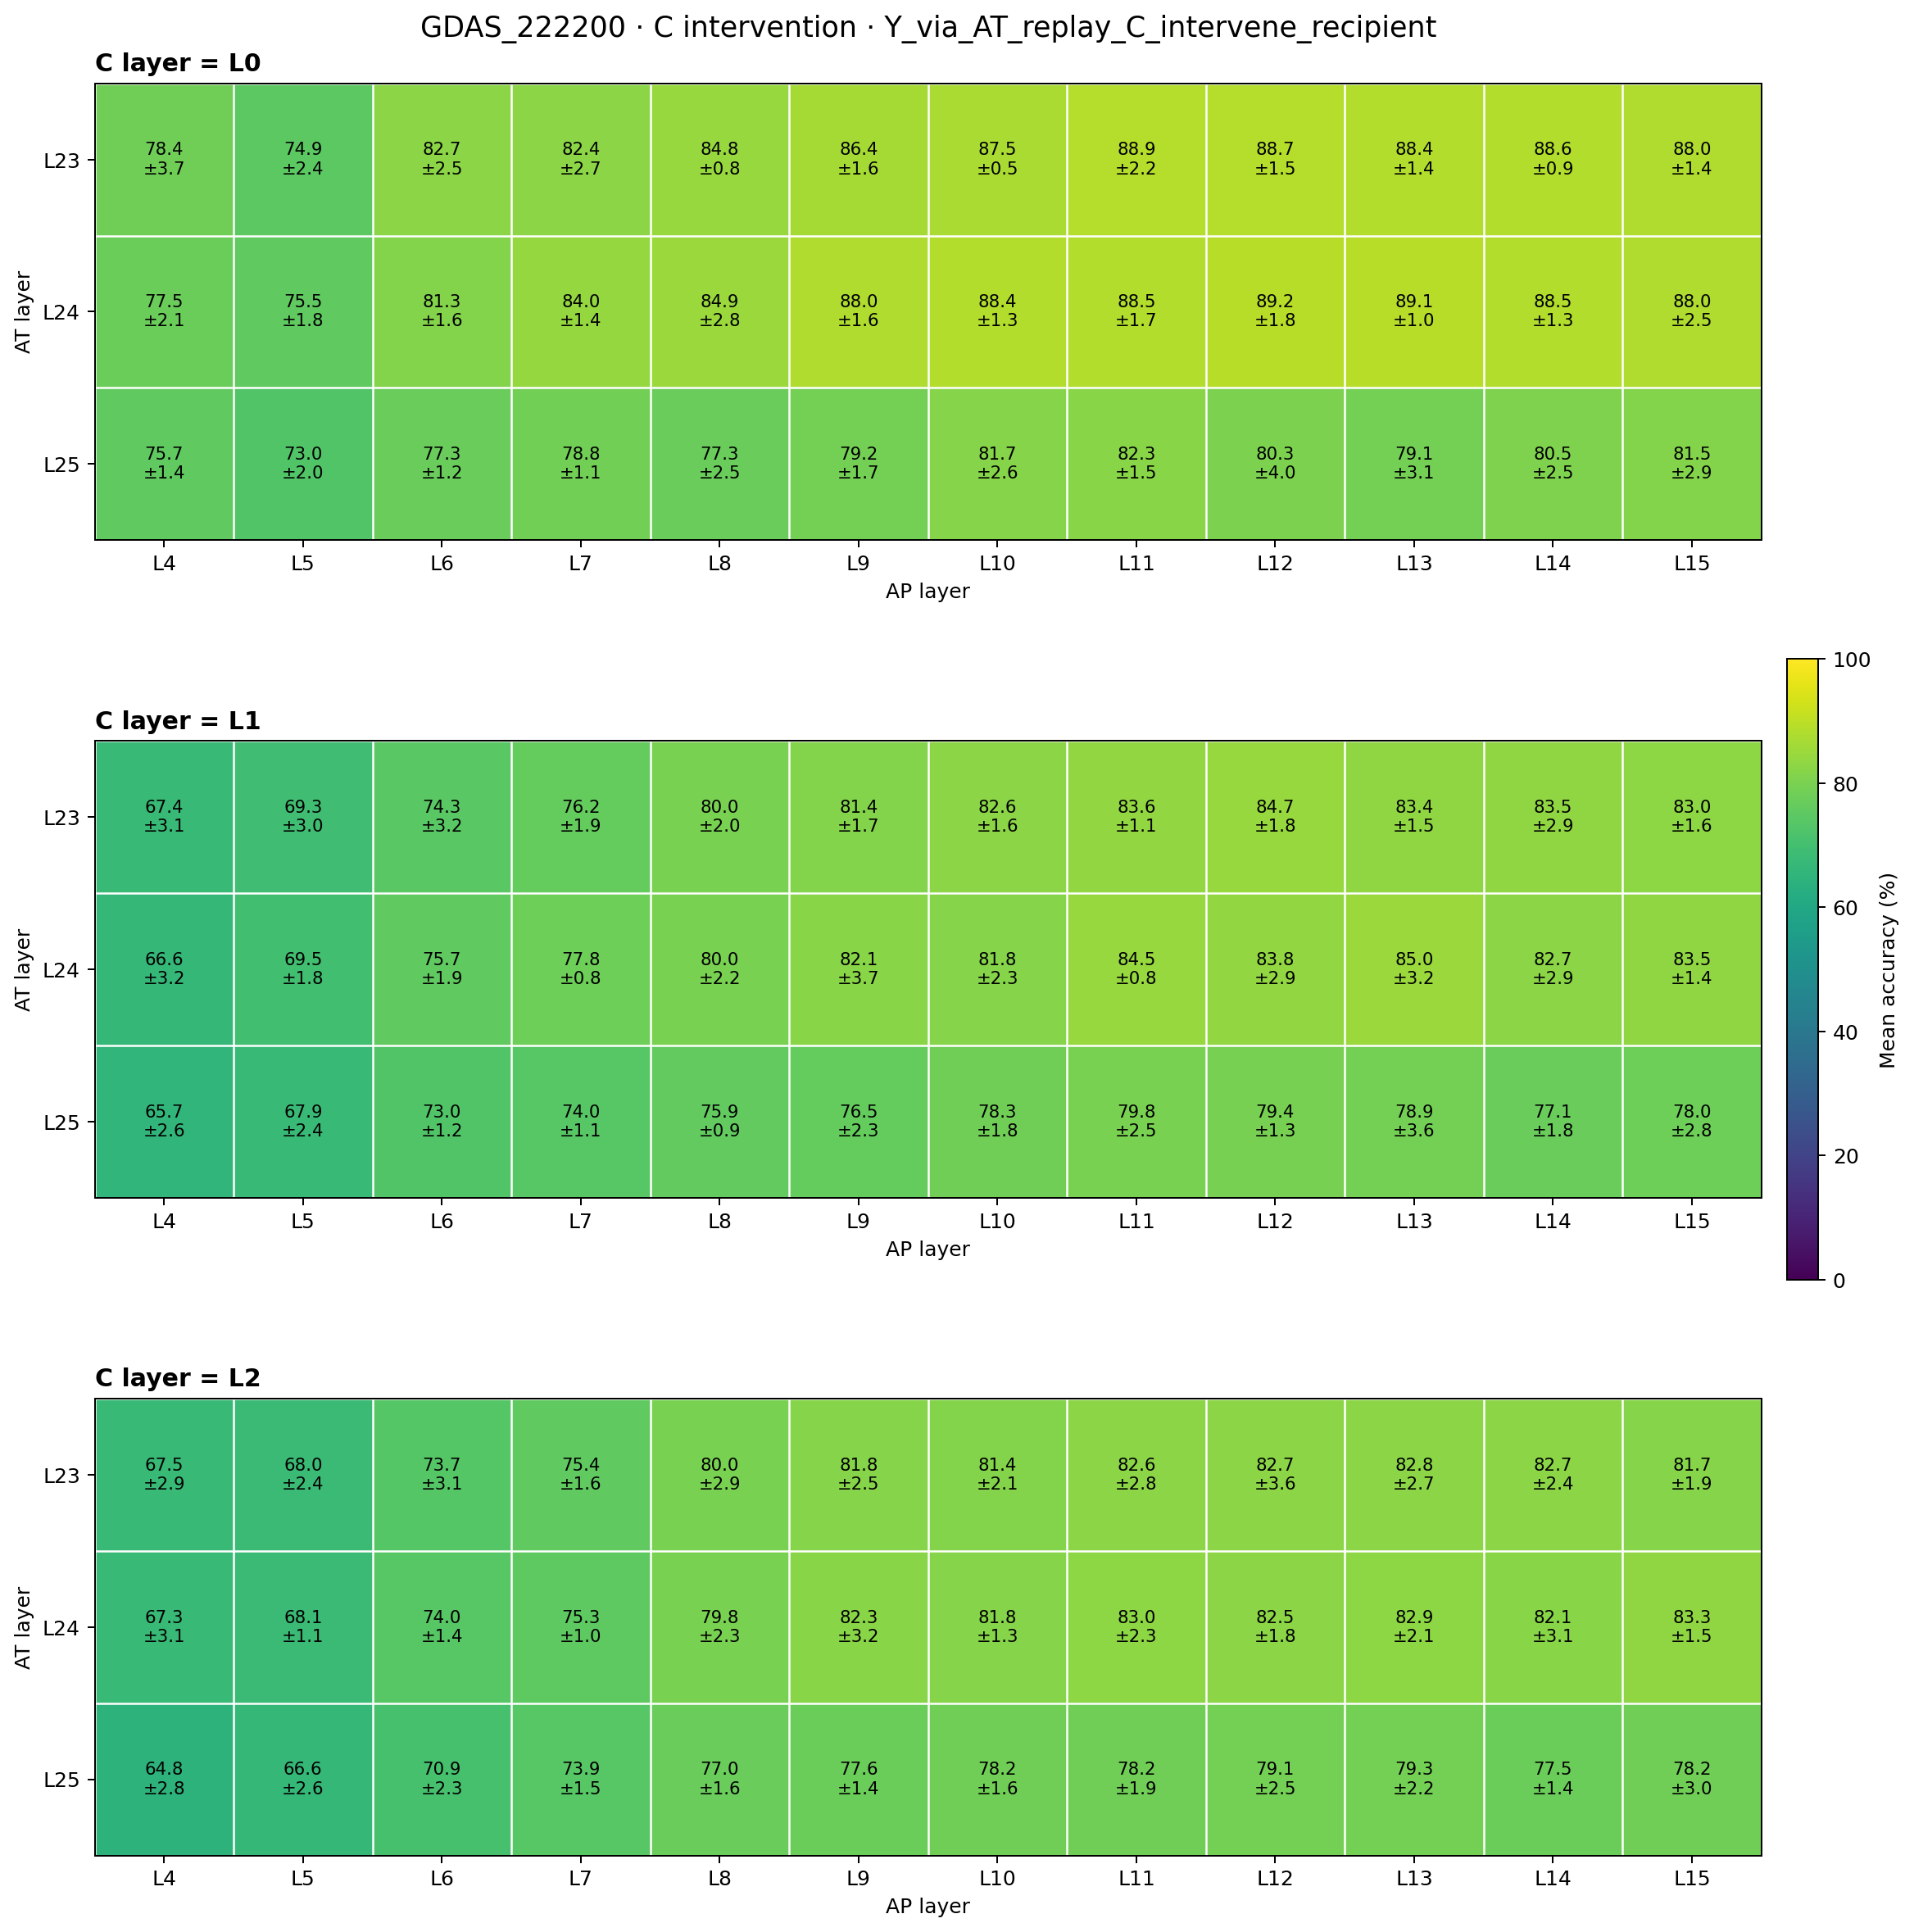 GDAS_222200 · C intervention · Y_via_AT_replay_C_intervene_recipient
C layer = L0
AT layer
L23
78.4 74.9 82.7 82.4 84.8 86.4 87.5 88.9 88.7 88.4 88.6 88.0
±3.7 ±2.4 ±2.5 ±2.7 ±0.8 ±1.6 ±0.5 ±2.2 ±1.5 ±1.4 ±0.9 ±1.4
L24
77.5 75.5 81.3 84.0 84.9 88.0 88.4 88.5 89.2 89.1 88.5 88.0
±2.1 ±1.8 ±1.6 ±1.4 ±2.8 ±1.6 ±1.3 ±1.7 ±1.8 ±1.0 ±1.3 ±2.5
L25
75.7 73.0 77.3 78.8 77.3 79.2 81.7 82.3 80.3 79.1 80.5 81.5
±1.4 ±2.0 ±1.2 ±1.1 ±2.5 ±1.7 ±2.6 ±1.5 ±4.0 ±3.1 ±2.5 ±2.9
L4 L5 L6 L7 L8 L9 L10 L11 L12 L13 L14 L15
AP layer
C layer = L1
AT layer
L23
67.4 69.3 74.3 76.2 80.0 81.4 82.6 83.6 84.7 83.4 83.5 83.0
±3.1 ±3.0 ±3.2 ±1.9 ±2.0 ±1.7 ±1.6 ±1.1 ±1.8 ±1.5 ±2.9 ±1.6
L24
66.6 69.5 75.7 77.8 80.0 82.1 81.8 84.5 83.8 85.0 82.7 83.5
±3.2 ±1.8 ±1.9 ±0.8 ±2.2 ±3.7 ±2.3 ±0.8 ±2.9 ±3.2 ±2.9 ±1.4
L25
65.7 67.9 73.0 74.0 75.9 76.5 78.3 79.8 79.4 78.9 77.1 78.0
±2.6 ±2.4 ±1.2 ±1.1 ±0.9 ±2.3 ±1.8 ±2.5 ±1.3 ±3.6 ±1.8 ±2.8
L4 L5 L6 L7 L8 L9 L10 L11 L12 L13 L14 L15
AP layer
100
80
60
40
20
0
Mean accuracy (%)
C layer = L2
AT layer
L23
67.5 68.0 73.7 75.4 80.0 81.8 81.4 82.6 82.7 82.8 82.7 81.7
±2.9 ±2.4 ±3.1 ±1.6 ±2.9 ±2.5 ±2.1 ±2.8 ±3.6 ±2.7 ±2.4 ±1.9
L24
67.3 68.1 74.0 75.3 79.8 82.3 81.8 83.0 82.5 82.9 82.1 83.3
±3.1 ±1.1 ±1.4 ±1.0 ±2.3 ±3.2 ±1.3 ±2.3 ±1.8 ±2.1 ±3.1 ±1.5
L25
64.8 66.6 70.9 73.9 77.0 77.6 78.2 78.2 79.1 79.3 77.5 78.2
±2.8 ±2.6 ±2.3 ±1.5 ±1.6 ±1.4 ±1.6 ±1.9 ±2.5 ±2.2 ±1.4 ±3.0
L4 L5 L6 L7 L8 L9 L10 L11 L12 L13 L14 L15
AP layer